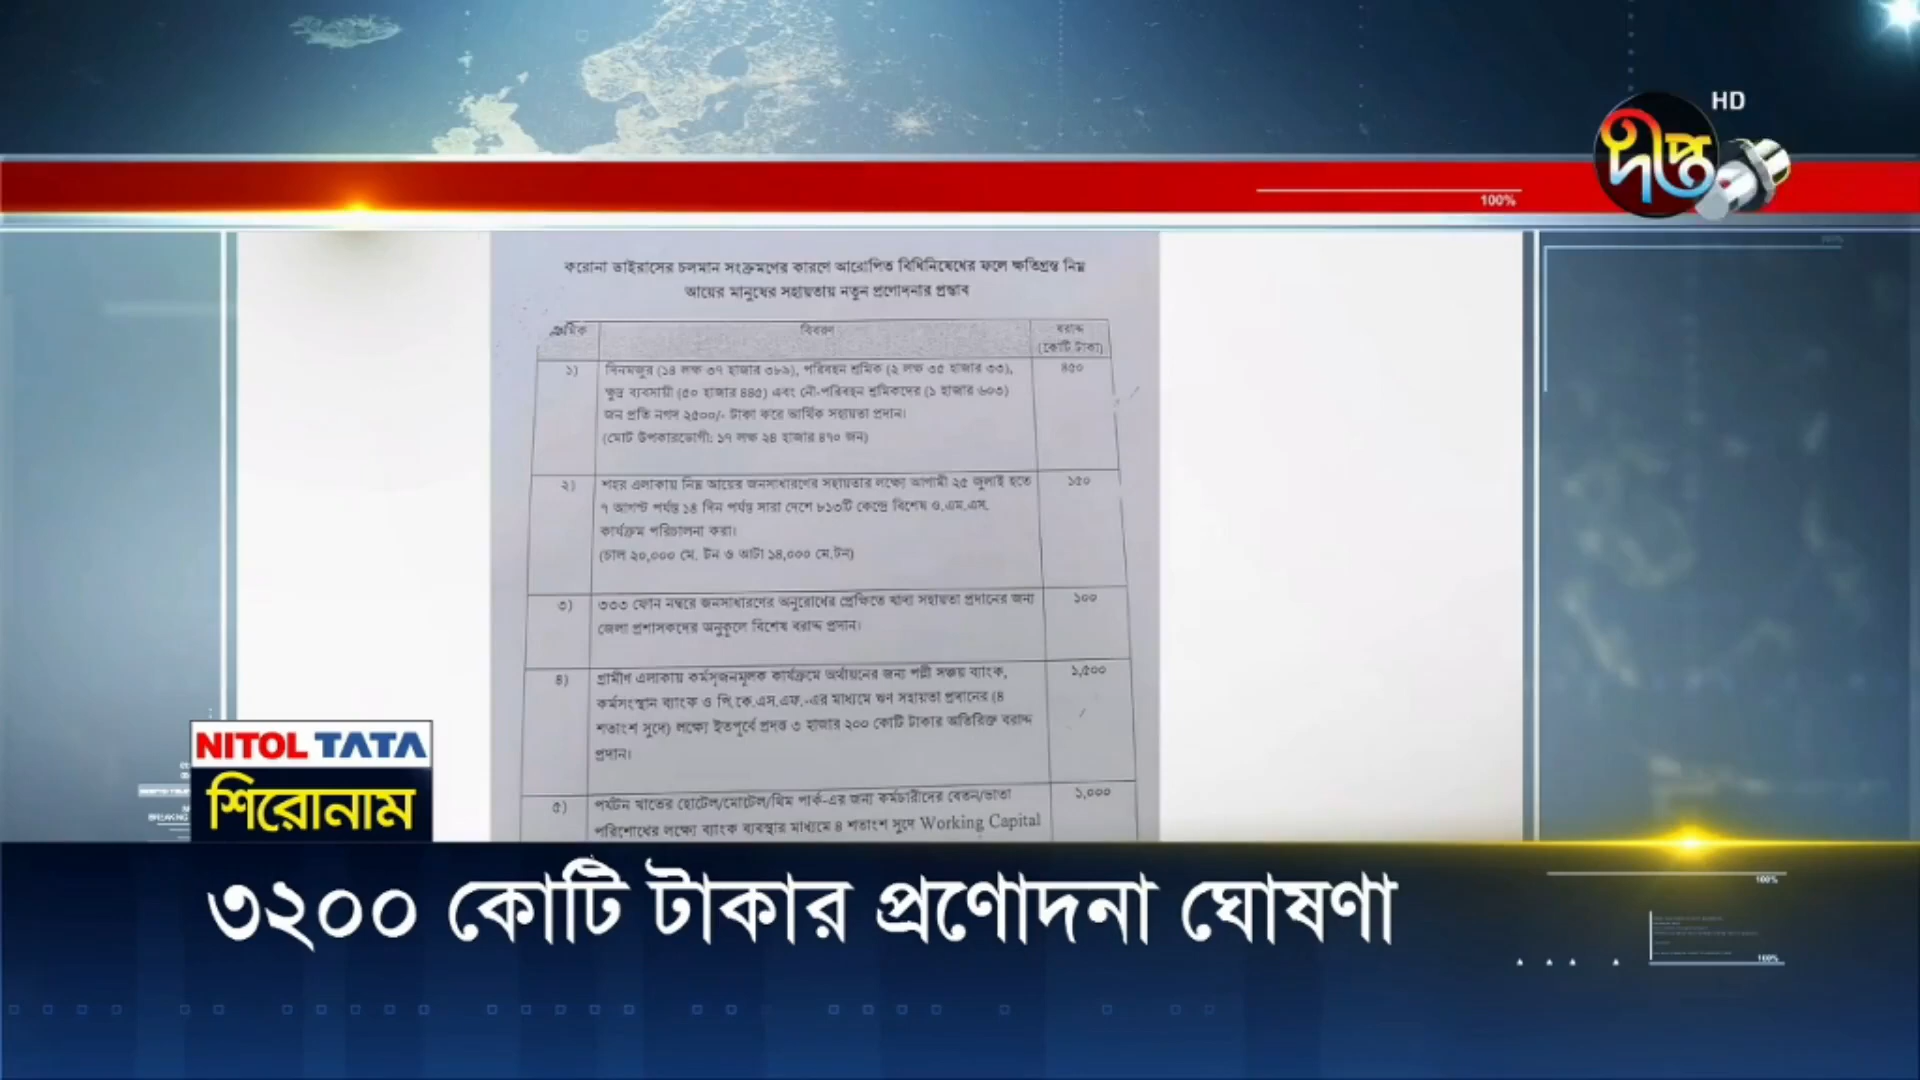 HD
দীপ্ত
100%
করোনা ভাইরাসের চলমান সংক্রমণের কারণে আরোপিত বিধিনিষেধের ফলে ক্ষতিগ্রস্ত নিম্ন
আয়ের মানুষের সহায়তায় নতুন প্রণোদনার প্রস্তাব
ক্রমিক বিবরণ বরাদ্দ
(কোটি টাকা)
১) দিনমজুর (১৪ লক্ষ ৩৭ হাজার ৩৮৯), পরিবহন শ্রমিক (২ লক্ষ ৩৫ হাজার ৩৩), ৪৫০
ক্ষুদ্র ব্যবসায়ী (৫০ হাজার ৪৪৫) এবং নৌ-পরিবহন শ্রমিকদের (১ হাজার ৬০৩)
জন প্রতি নগদ ২৫০০/- টাকা করে আর্থিক সহায়তা প্রদান।
(মোট উপকারভোগী: ১৭ লক্ষ ২৪ হাজার ৪৭০ জন)
২) শহর এলাকায় নিম্ন আয়ের জনসাধারণের সহায়তার লক্ষ্যে আগামী ২৫ জুলাই হতে ১৫০
৭ আগস্ট পর্যন্ত ১৪ দিন পর্যন্ত সারা দেশে ৮১৩টি কেন্দ্রে বিশেষ ও.এম.এস.
কার্যক্রম পরিচালনা করা।
(চাল ২০,০০০ মে. টন ও আটা ১৪,০০০ মে.টন)
৩) ৩৩৩ ফোন নম্বরে জনসাধারণের অনুরোধের প্রেক্ষিতে খাদ্য সহায়তা প্রদানের জন্য ১০০
জেলা প্রশাসকদের অনুকূলে বিশেষ বরাদ্দ প্রদান।
৪) গ্রামীণ এলাকায় কর্মসৃজনমূলক কার্যক্রমে অর্থায়নের জন্য পল্লী সঞ্চয় ব্যাংক, ১,৫০০
কর্মসংস্থান ব্যাংক ও পি.কে.এস.এফ.-এর মাধ্যমে ঋণ সহায়তা প্রদানের (৪
শতাংশ সুদে) লক্ষ্যে ইতপূর্বে প্রদত্ত ৩ হাজার ২০০ কোটি টাকার অতিরিক্ত বরাদ্দ
প্রদান।
৫) পর্যটন খাতের হোটেল/মোটেল/থিম পার্ক-এর জন্য কর্মচারীদের বেতন/ভাতা ১,০০০
পরিশোধের লক্ষ্যে ব্যাংক ব্যবস্থার মাধ্যমে ৪ শতাংশ সুদে Working Capital
NITOL TATA
শিরোনাম
৩২০০ কোটি টাকার প্রণোদনা ঘোষণা
100%
100%